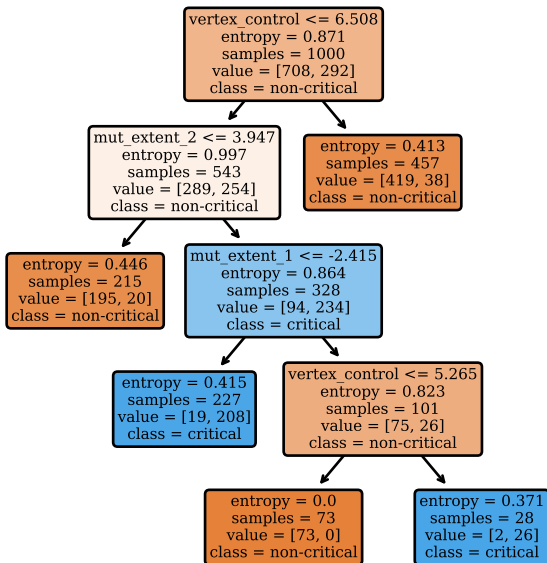 vertex_control <= 6.508
entropy = 0.871
samples = 1000
value = [708, 292]
class = non-critical
mut_extent_2 <= 3.947
entropy = 0.997
samples = 543
value = [289, 254]
class = non-critical
entropy = 0.413
samples = 457
value = [419, 38]
class = non-critical
entropy = 0.446
samples = 215
value = [195, 20]
class = non-critical
mut_extent_1 <= -2.415
entropy = 0.864
samples = 328
value = [94, 234]
class = critical
entropy = 0.415
samples = 227
value = [19, 208]
class = critical
vertex_control <= 5.265
entropy = 0.823
samples = 101
value = [75, 26]
class = non-critical
entropy = 0.0
samples = 73
value = [73, 0]
class = non-critical
entropy = 0.371
samples = 28
value = [2, 26]
class = critical